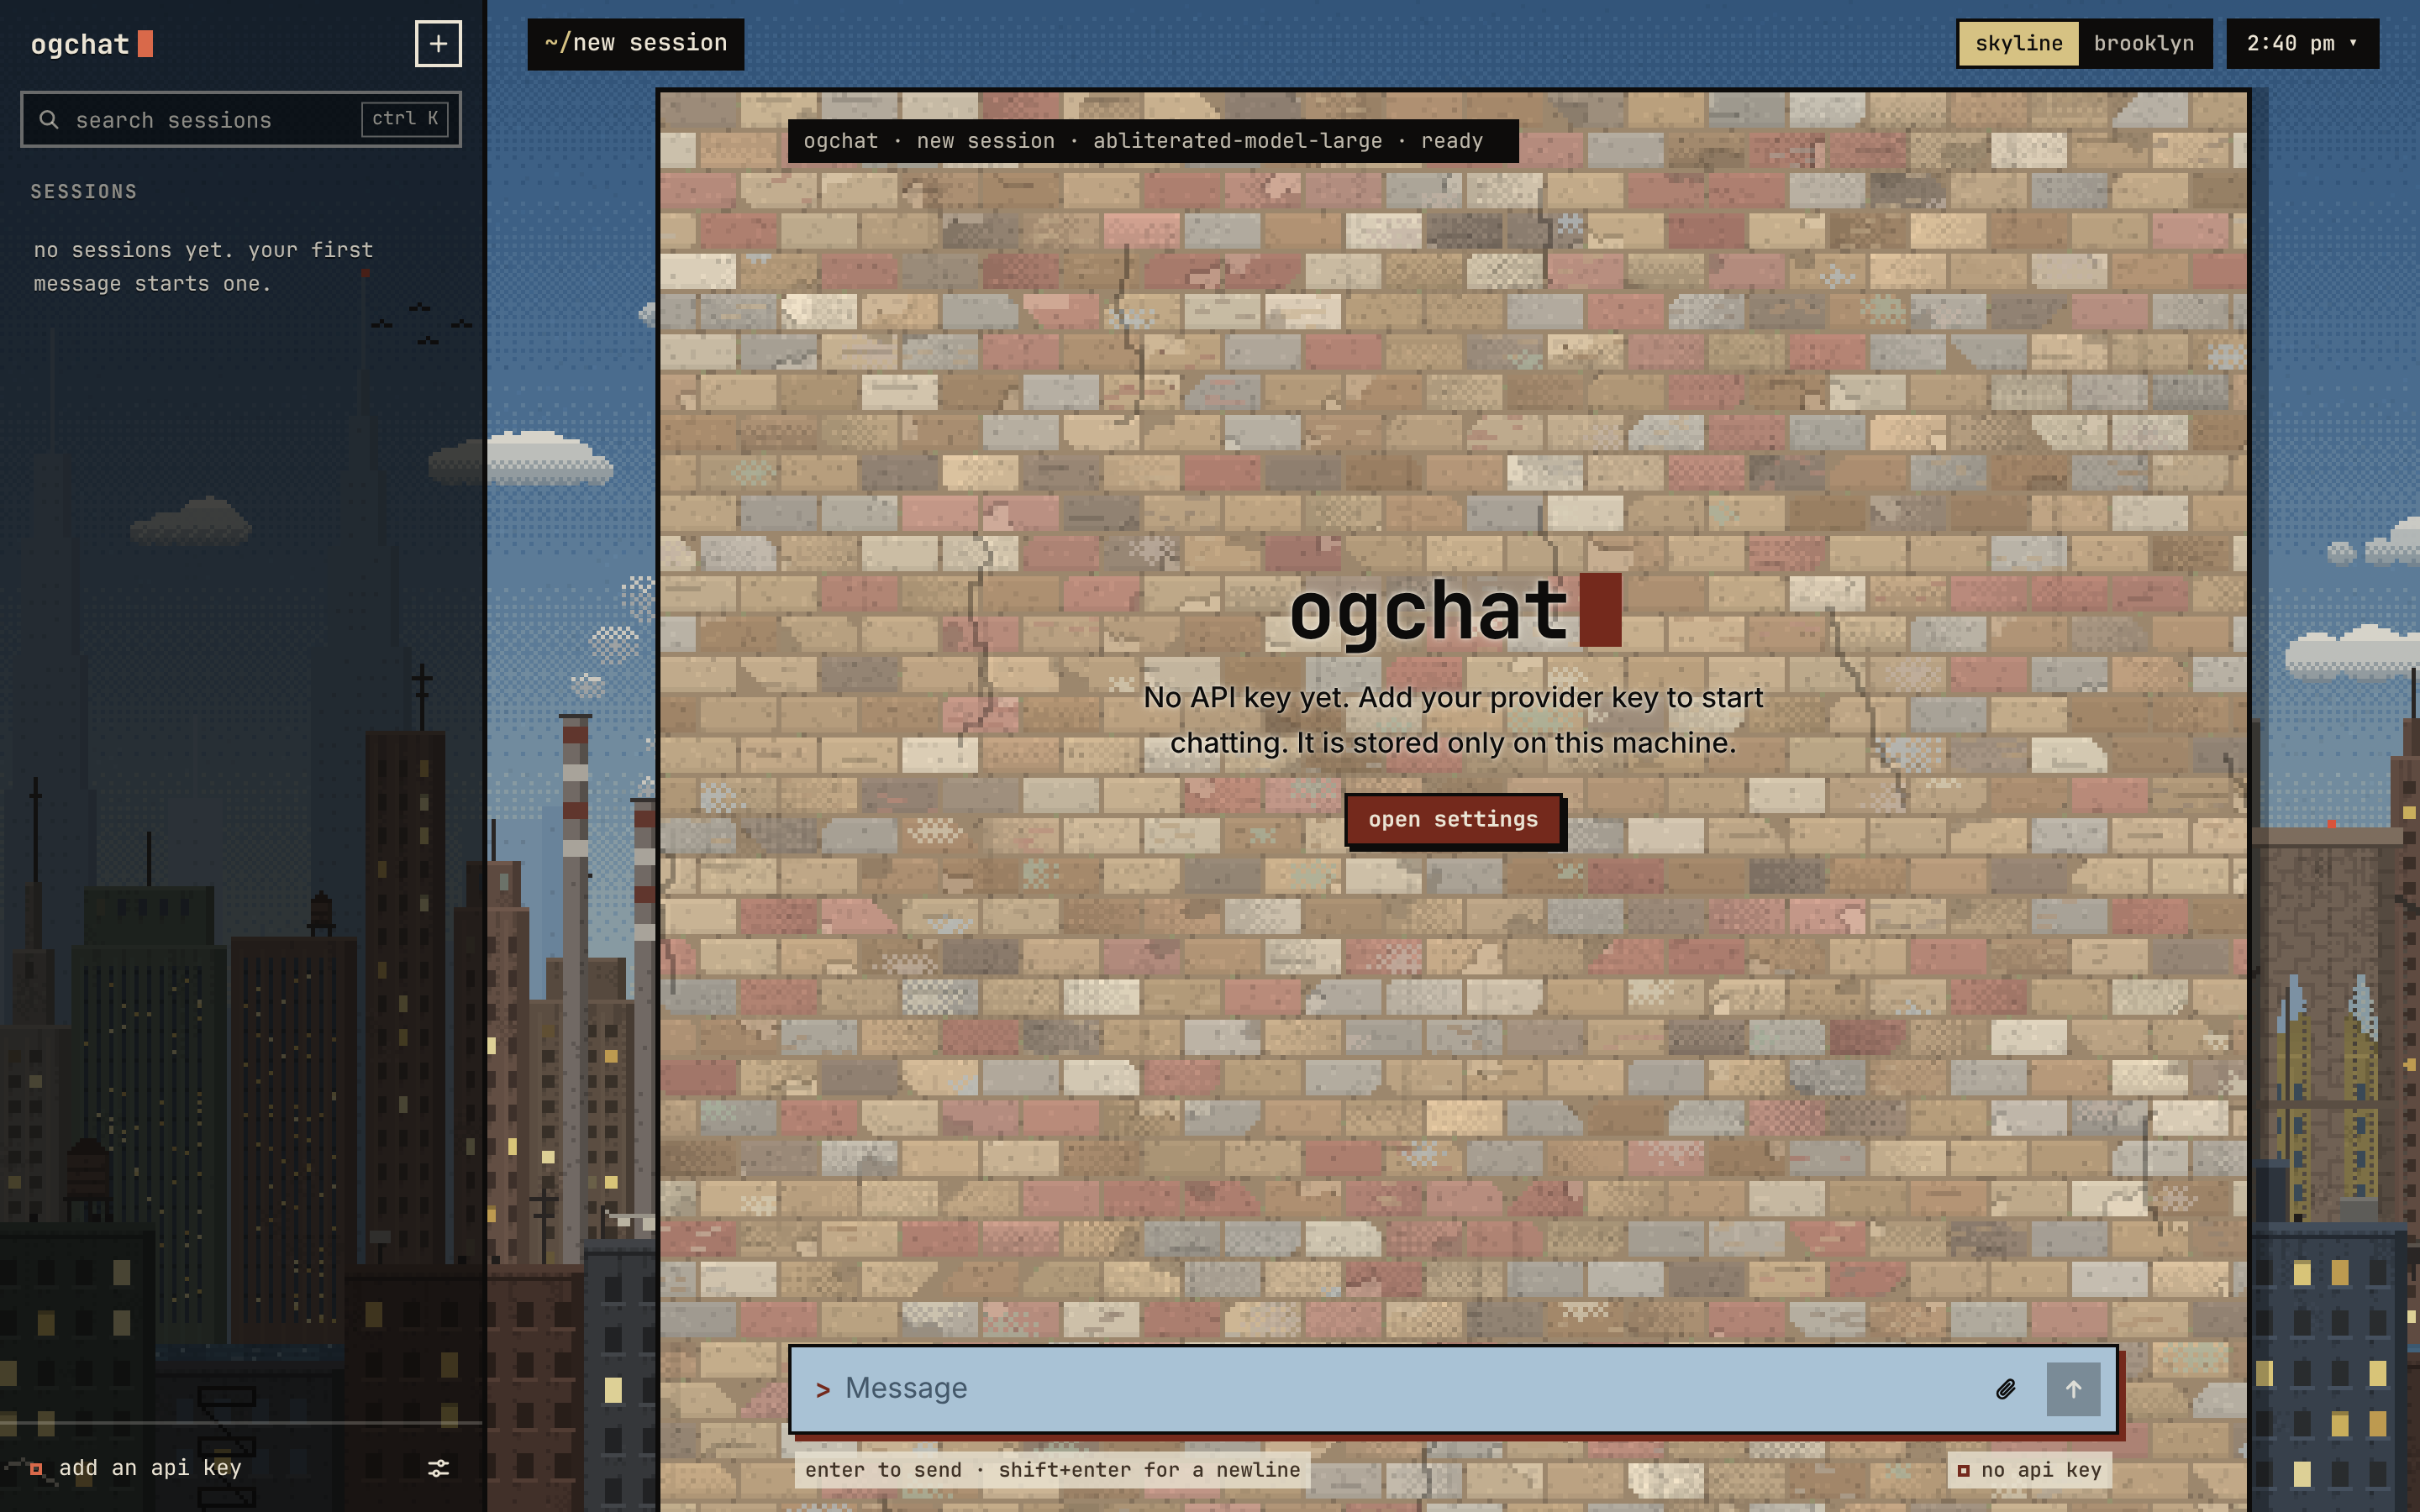 ogchat
+
search sessions
ctrl K
SESSIONS
no sessions yet. your first
message starts one.
add an api key
~/new session
skyline
brooklyn
2:40 pm ▾
ogchat · new session · abliterated-model-large · ready
ogchat
No API key yet. Add your provider key to start
chatting. It is stored only on this machine.
open settings
> Message
enter to send · shift+enter for a newline
no api key